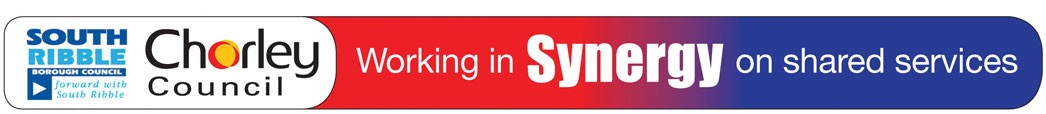 SOUTH
RIBBLE
BOROUGH COUNCIL
forward with
South Ribble
Chorley
Council
Working in Synergy on shared services